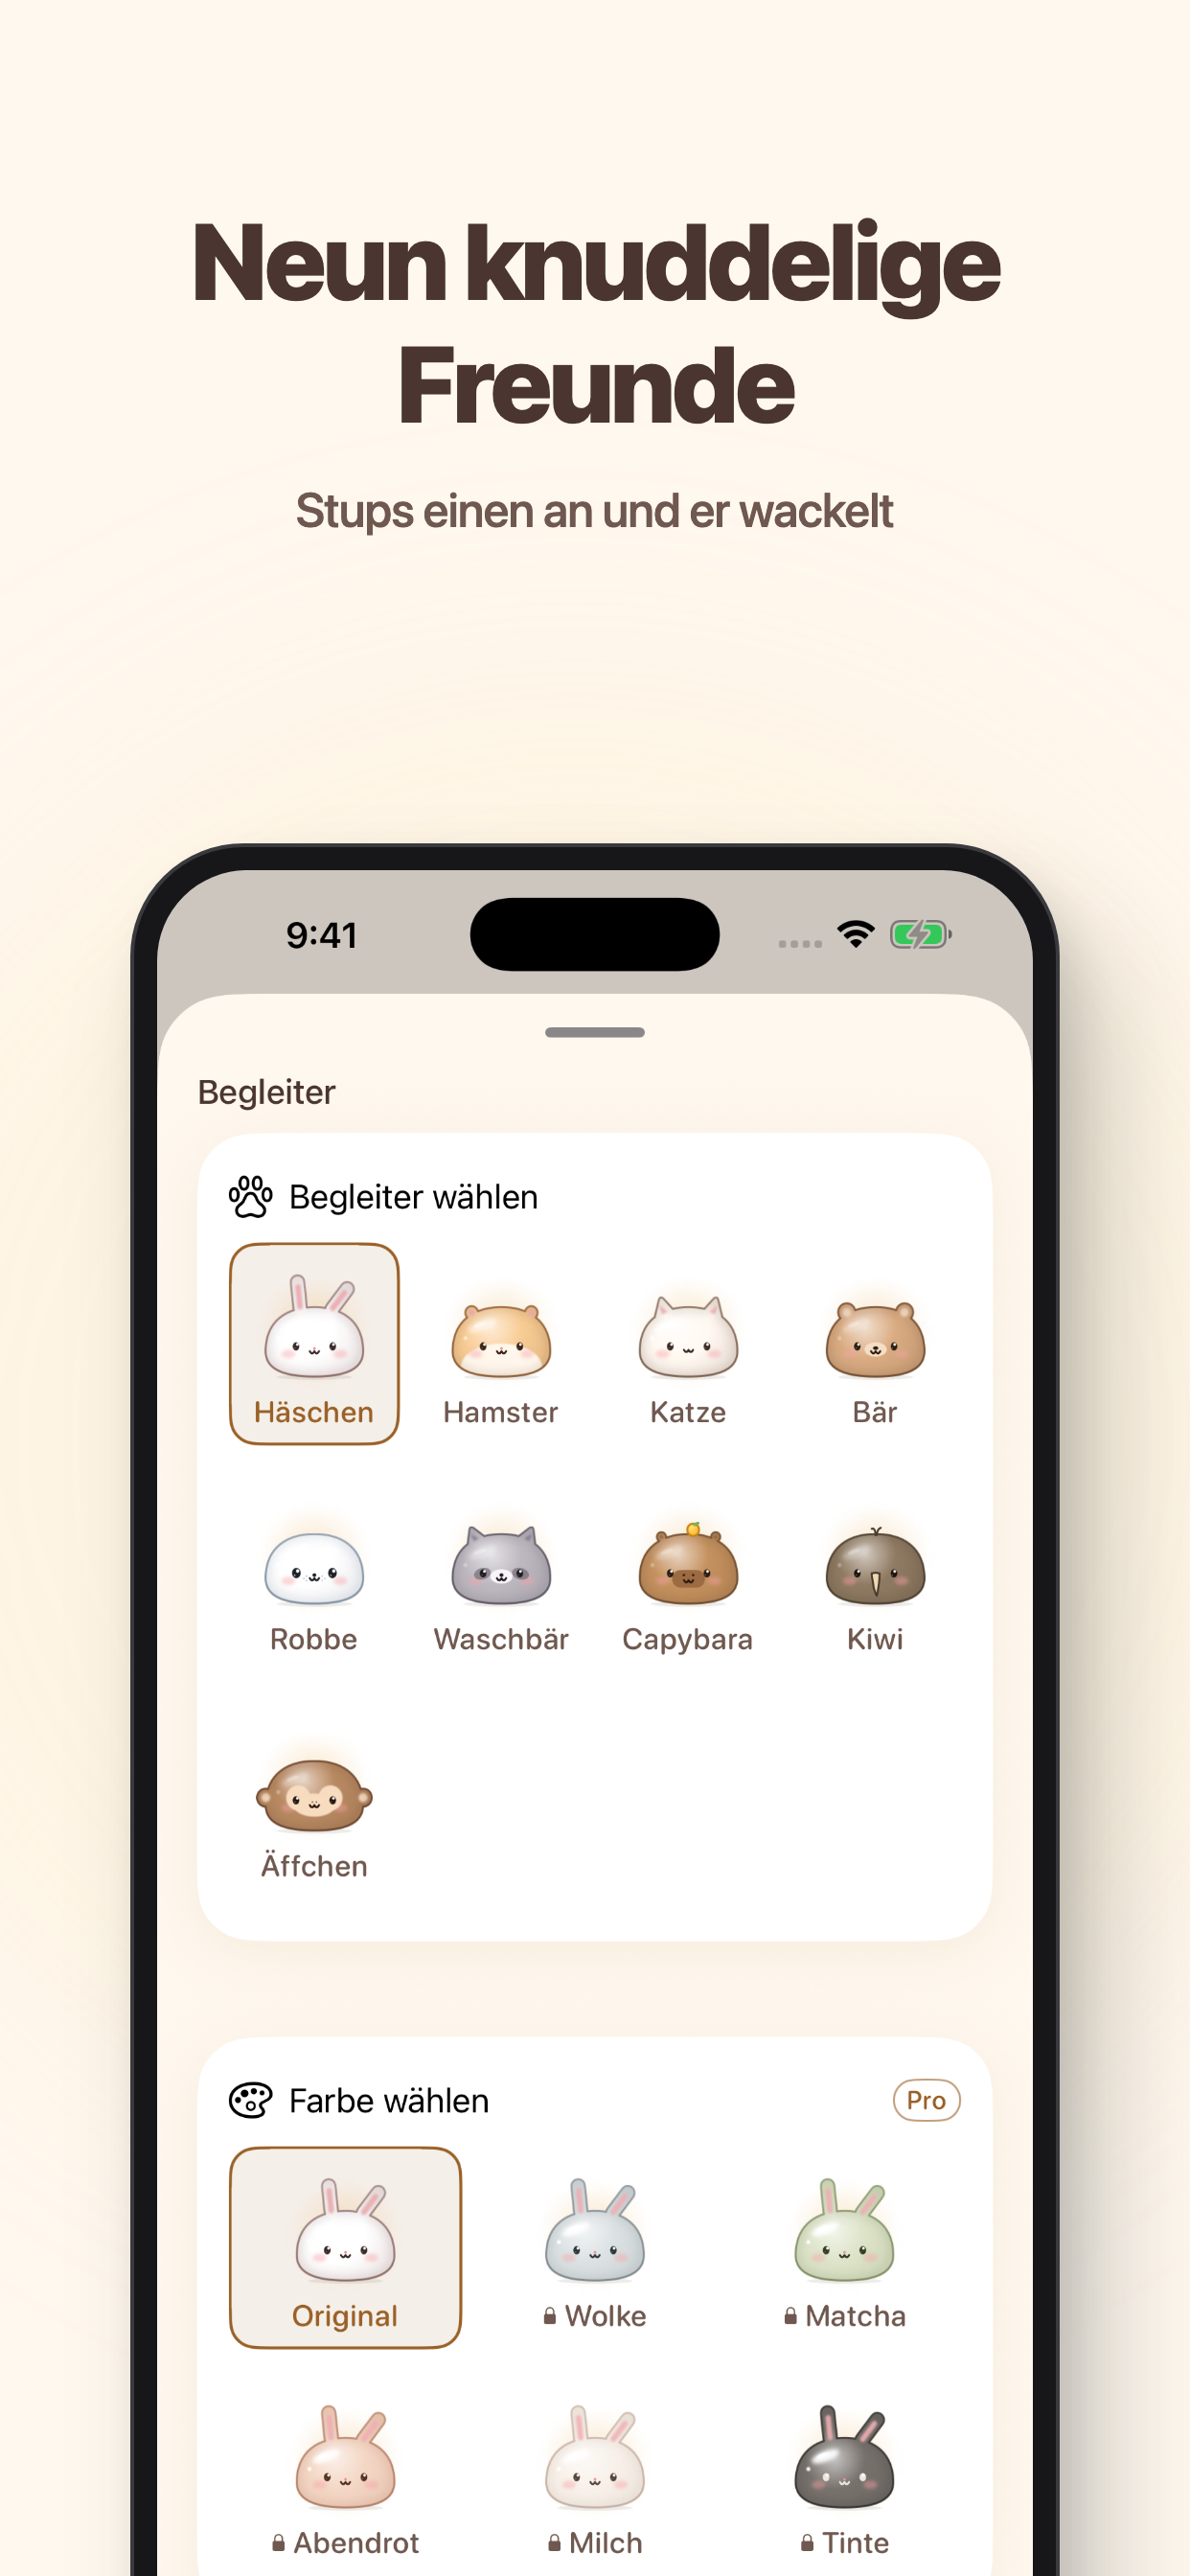 Neun knuddelige
Freunde
Stups einen an und er wackelt
9:41
Begleiter
Begleiter wählen
Häschen
Hamster
Katze
Bär
Robbe
Waschbär
Capybara
Kiwi
Äffchen
Farbe wählen
Pro
Original
Wolke
Matcha
Abendrot
Milch
Tinte